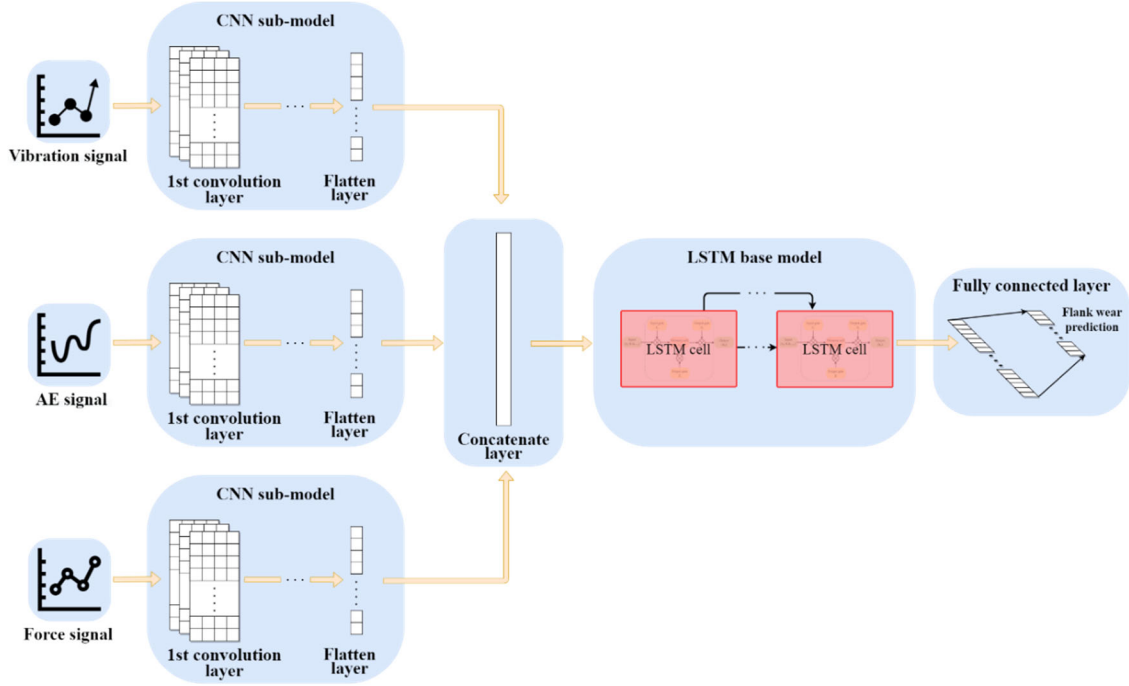 CNN sub-model
Vibration signal
1st convolution
layer
Flatten
layer
CNN sub-model
AE signal
1st convolution
layer
Flatten
layer
CNN sub-model
Force signal
1st convolution
layer
Flatten
layer
Concatenate
layer
LSTM base model
LSTM cell
LSTM cell
Fully connected layer
Flank wear
prediction